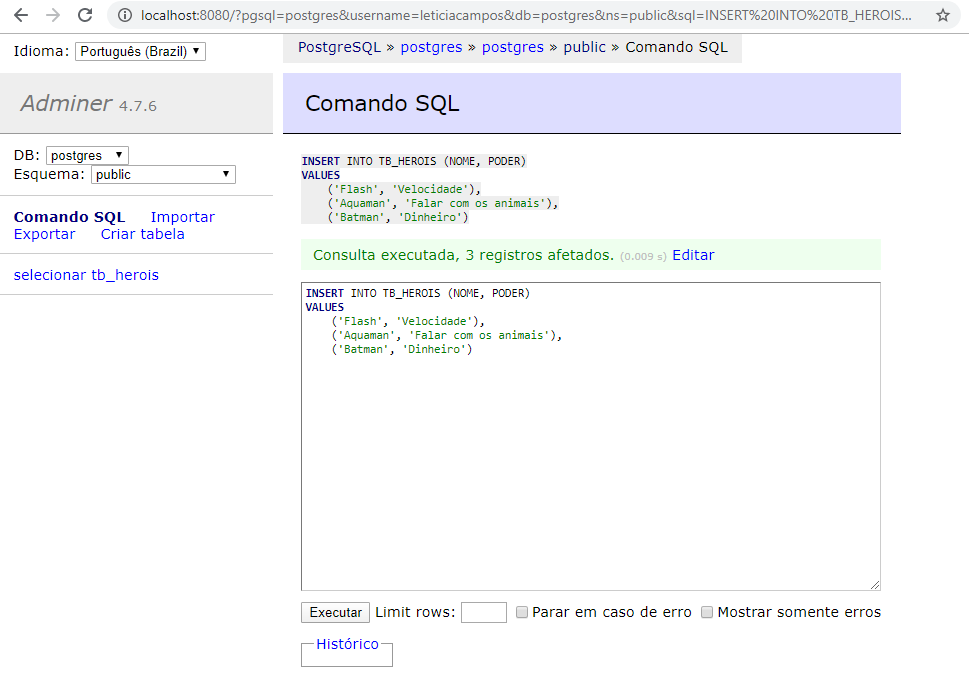 localhost:8080/?pgsql=postgres&username=leticiacampos&db=postgres&ns=public&sql=INSERT%20INTO%20TB_HEROIS...
Idioma: Português (Brazil)
PostgreSQL » postgres » postgres » public » Comando SQL
Adminer 4.7.6
Comando SQL
DB: postgres
Esquema: public
Comando SQL Importar
Exportar Criar tabela
selecionar tb_herois
INSERT INTO TB_HEROIS (NOME, PODER)
VALUES
('Flash', 'Velocidade'),
('Aquaman', 'Falar com os animais'),
('Batman', 'Dinheiro')
Consulta executada, 3 registros afetados. (0.009 s) Editar
INSERT INTO TB_HEROIS (NOME, PODER)
VALUES
('Flash', 'Velocidade'),
('Aquaman', 'Falar com os animais'),
('Batman', 'Dinheiro')
Executar Limit rows: Parar em caso de erro Mostrar somente erros
Histórico